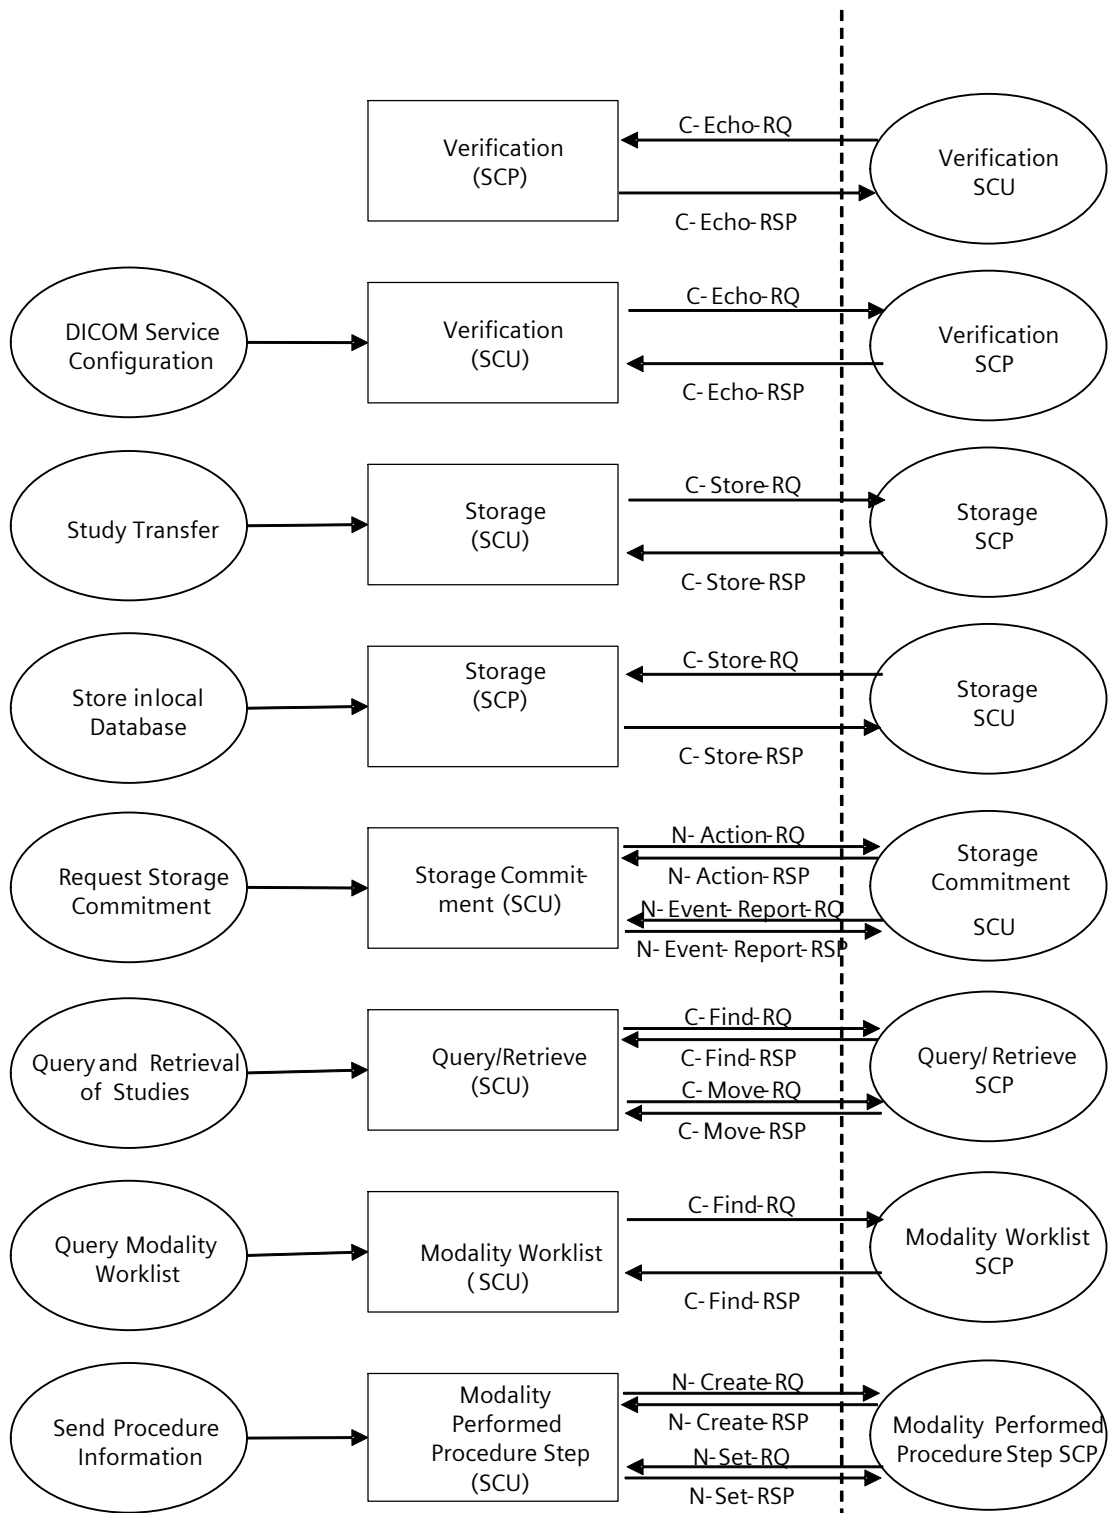 C-Echo-RQ
Verification
(SCP)
Verification
SCU
C-Echo-RSP
DICOM Service
Configuration
Verification
(SCU)
C-Echo-RQ
C-Echo-RSP
Verification
SCP
Study Transfer
Storage
(SCU)
C-Store-RQ
C-Store-RSP
Storage
SCP
Store in local
Database
Storage
(SCP)
C-Store-RQ
C-Store-RSP
Storage
SCU
Request Storage
Commitment
Storage Commit-
ment (SCU)
N-Action-RQ
N-Action-RSP
N-Event-Report-RQ
N-Event-Report-RSP
Storage
Commitment
SCU
Query and Retrieval
of Studies
Query/Retrieve
(SCU)
C-Find-RQ
C-Find-RSP
C-Move-RQ
C-Move-RSP
Query/Retrieve
SCP
Query Modality
Worklist
Modality Worklist
(SCU)
C-Find-RQ
C-Find-RSP
Modality Worklist
SCP
Send Procedure
Information
Modality
Performed
Procedure Step
(SCU)
N-Create-RQ
N-Create-RSP
N-Set-RQ
N-Set-RSP
Modality Performed
Procedure Step SCP